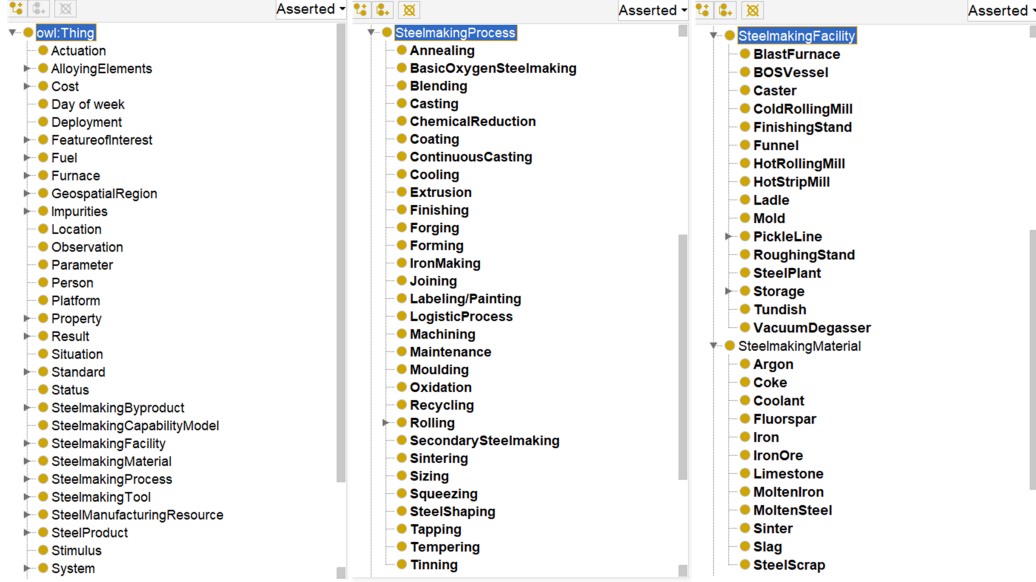 Asserted
owl:Thing
Actuation
AlloyingElements
Cost
Day of week
Deployment
FeatureofInterest
Fuel
Furnace
GeospatialRegion
Impurities
Location
Observation
Parameter
Person
Platform
Property
Result
Situation
Standard
Status
SteelmakingByproduct
SteelmakingCapabilityModel
SteelmakingFacility
SteelmakingMaterial
SteelmakingProcess
SteelmakingTool
SteelManufacturingResource
SteelProduct
Stimulus
System
Asserted
SteelmakingProcess
Annealing
BasicOxygenSteelmaking
Blending
Casting
ChemicalReduction
Coating
ContinuousCasting
Cooling
Extrusion
Finishing
Forging
Forming
IronMaking
Joining
Labeling/Painting
LogisticProcess
Machining
Maintenance
Moulding
Oxidation
Recycling
Rolling
SecondarySteelmaking
Sintering
Sizing
Squeezing
SteelShaping
Tapping
Tempering
Tinning
Asserted
SteelmakingFacility
BlastFurnace
BOSVessel
Caster
ColdRollingMill
FinishingStand
Funnel
HotRollingMill
HotStripMill
Ladle
Mold
PickleLine
RoughingStand
SteelPlant
Storage
Tundish
VacuumDegasser
SteelmakingMaterial
Argon
Coke
Coolant
Fluorspar
Iron
IronOre
Limestone
MoltenIron
MoltenSteel
Sinter
Slag
SteelScrap